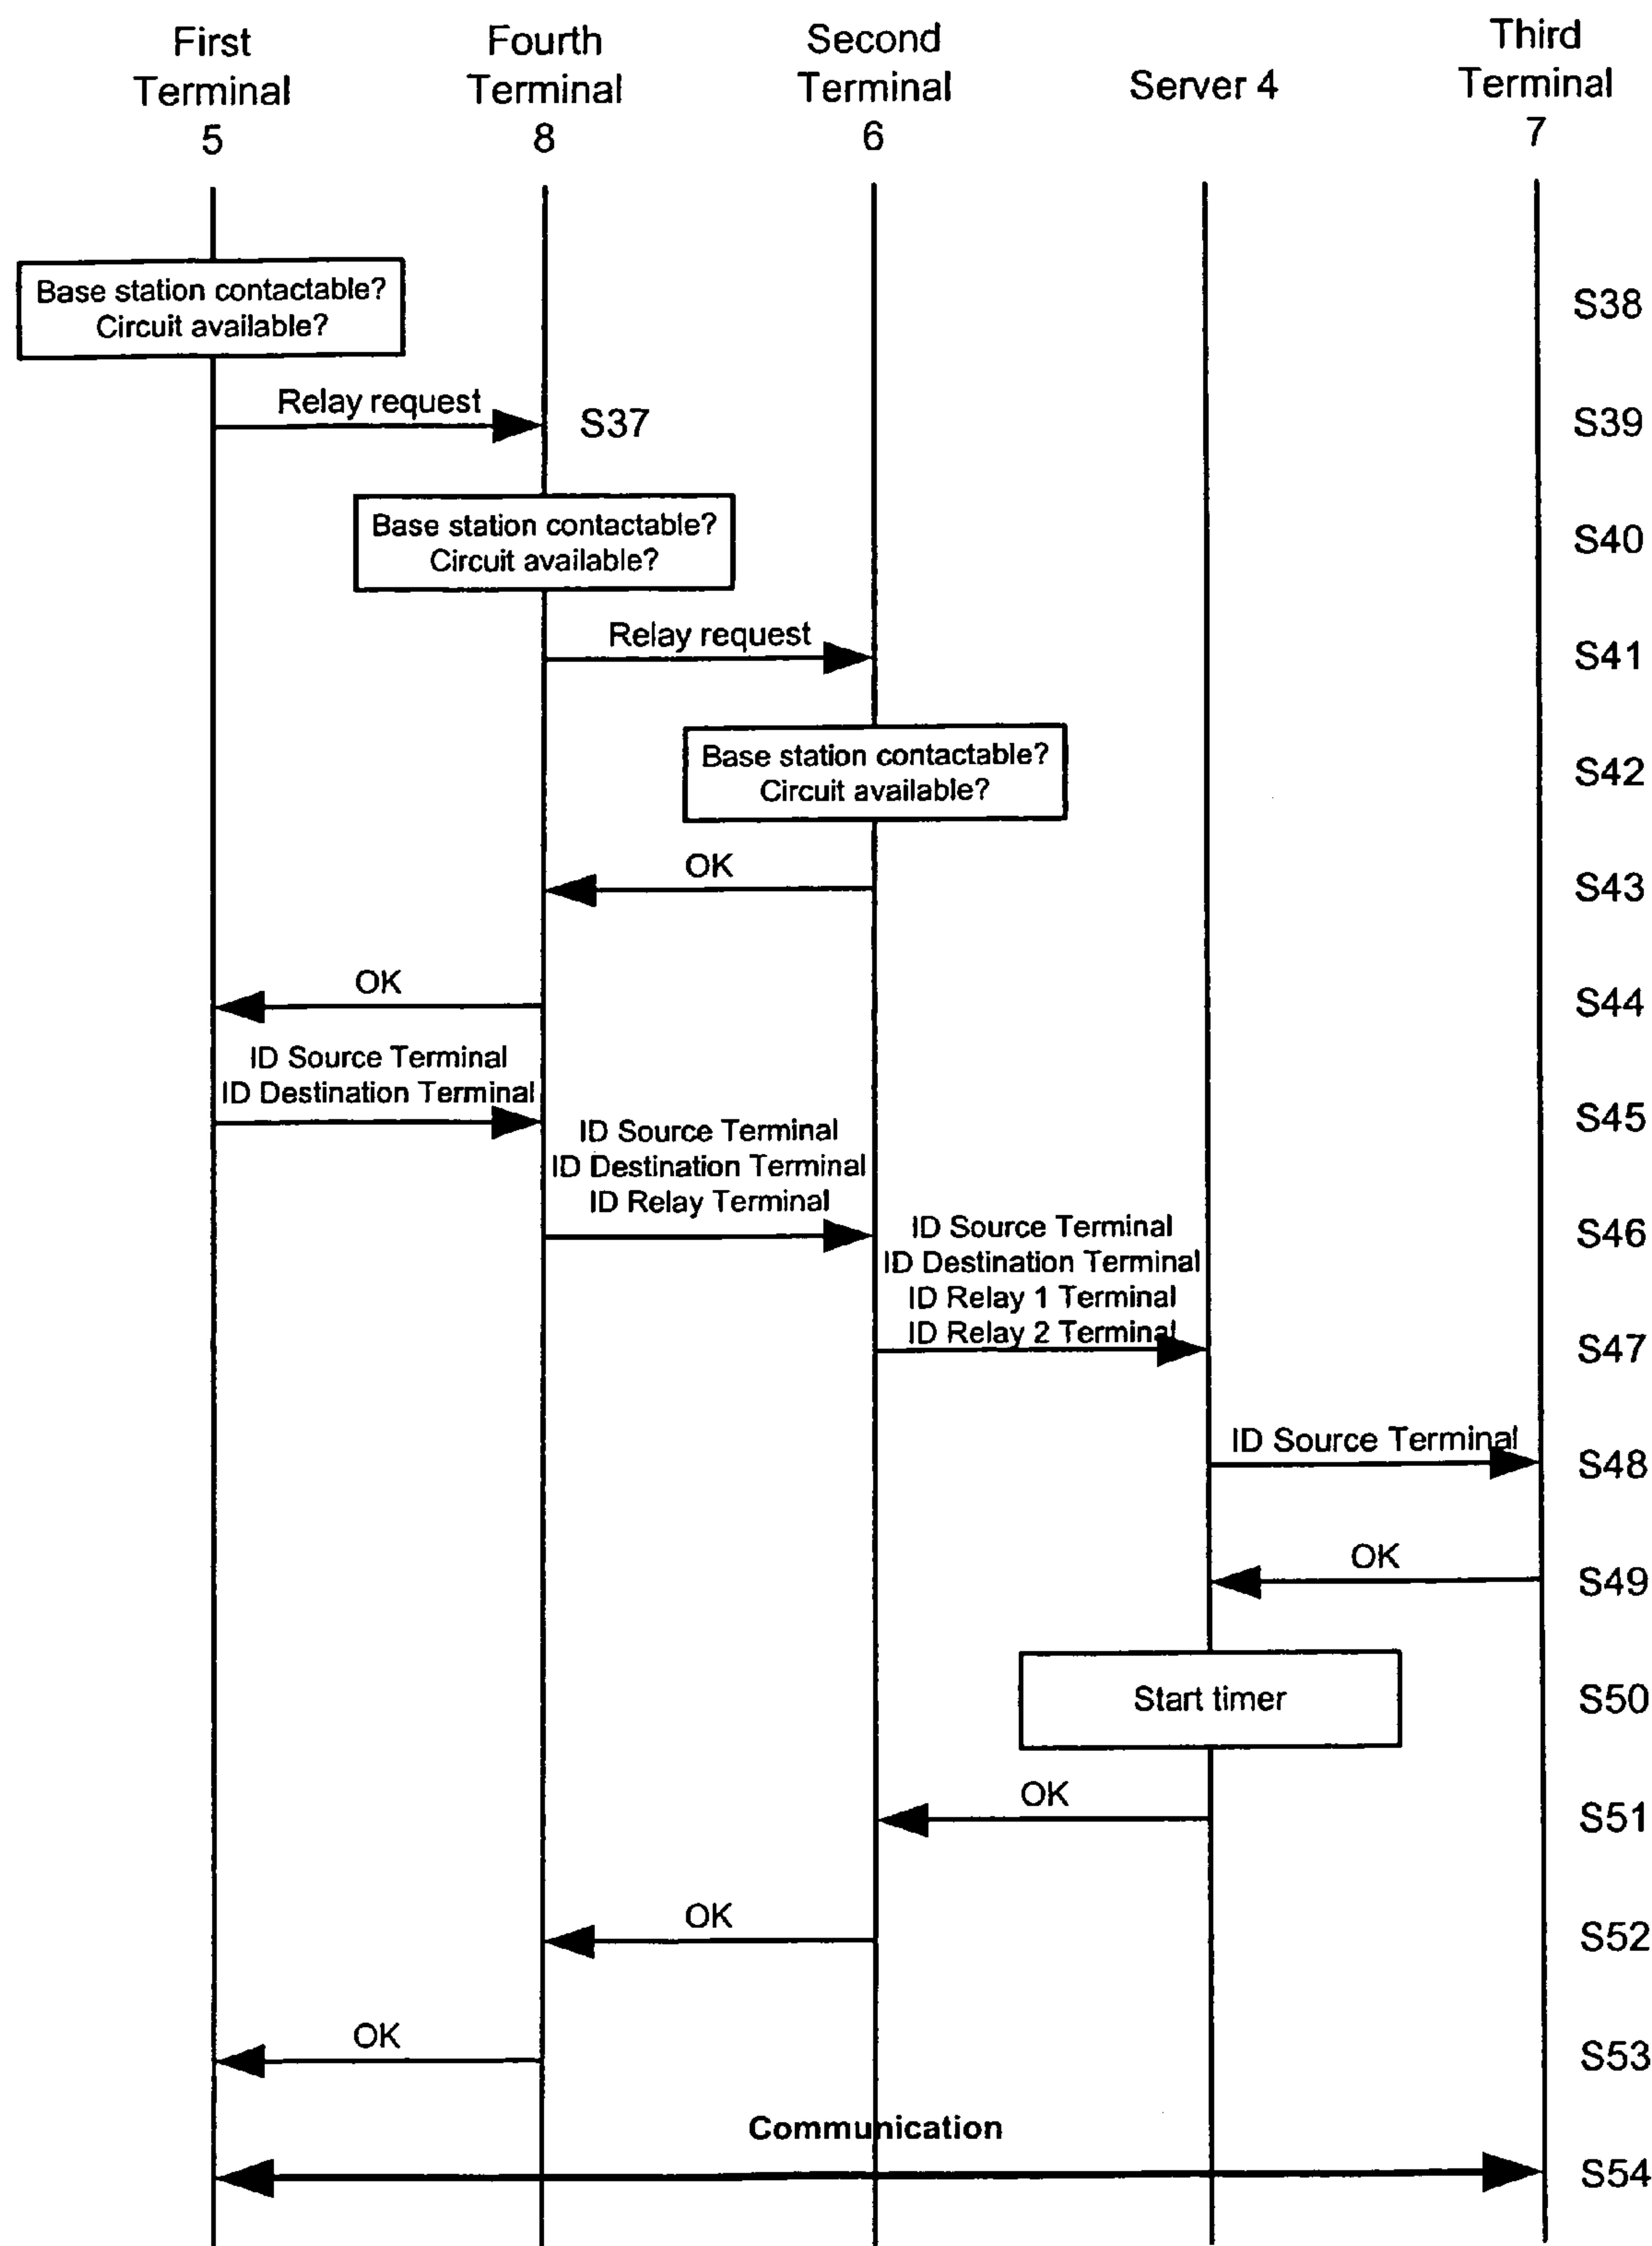 First
Terminal
5
Fourth
Terminal
8
Second
Terminal
6
Server 4
Third
Terminal
7
Base station contactable?
Circuit available?
S38
Relay request
S37
S39
Base station contactable?
Circuit available?
S40
Relay request
S41
Base station contactable?
Circuit available?
S42
OK
S43
OK
S44
ID Source Terminal
ID Destination Terminal
S45
ID Source Terminal
ID Destination Terminal
ID Relay Terminal
S46
ID Source Terminal
ID Destination Terminal
ID Relay 1 Terminal
ID Relay 2 Terminal
S47
ID Source Terminal
S48
OK
S49
Start timer
S50
OK
S51
OK
S52
OK
S53
Communication
S54